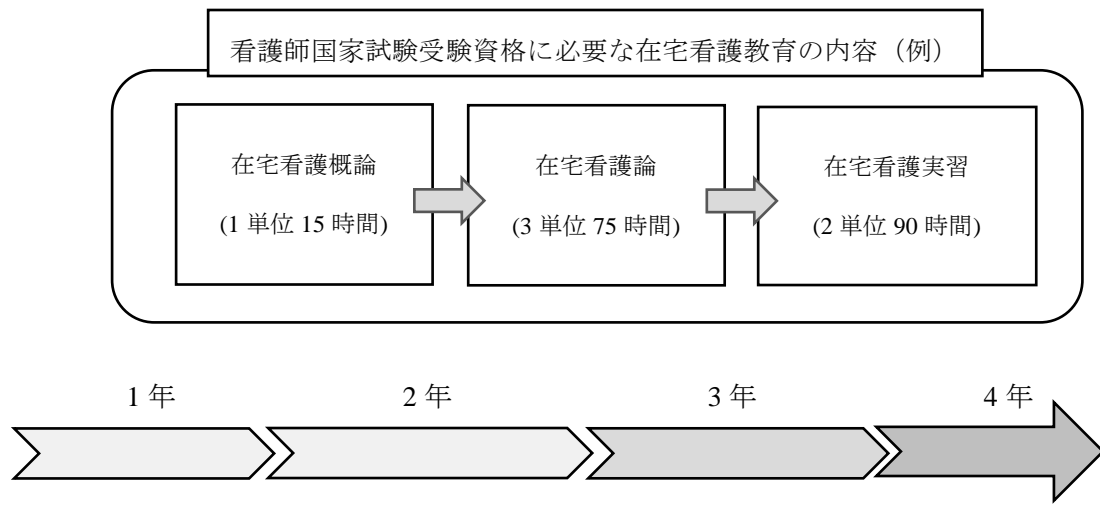 看護師国家試験受験資格に必要な在宅看護教育の内容（例）
在宅看護概論
(1 単位 15 時間)
在宅看護論
(3 単位 75 時間)
在宅看護実習
(2 単位 90 時間)
1 年
2 年
3 年
4 年